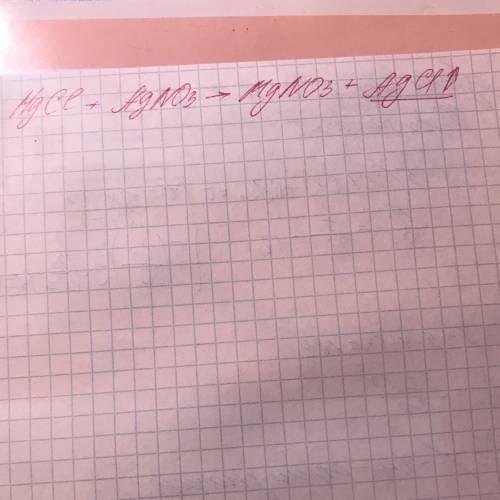 MgCl + AgNO3 → MgNO3 + AgCl↓